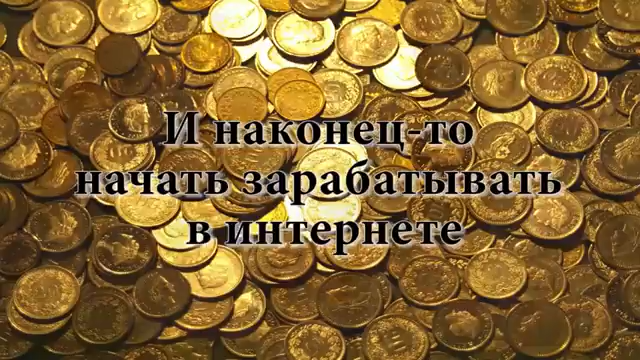 И наконец-то
начать зарабатывать
в интернете